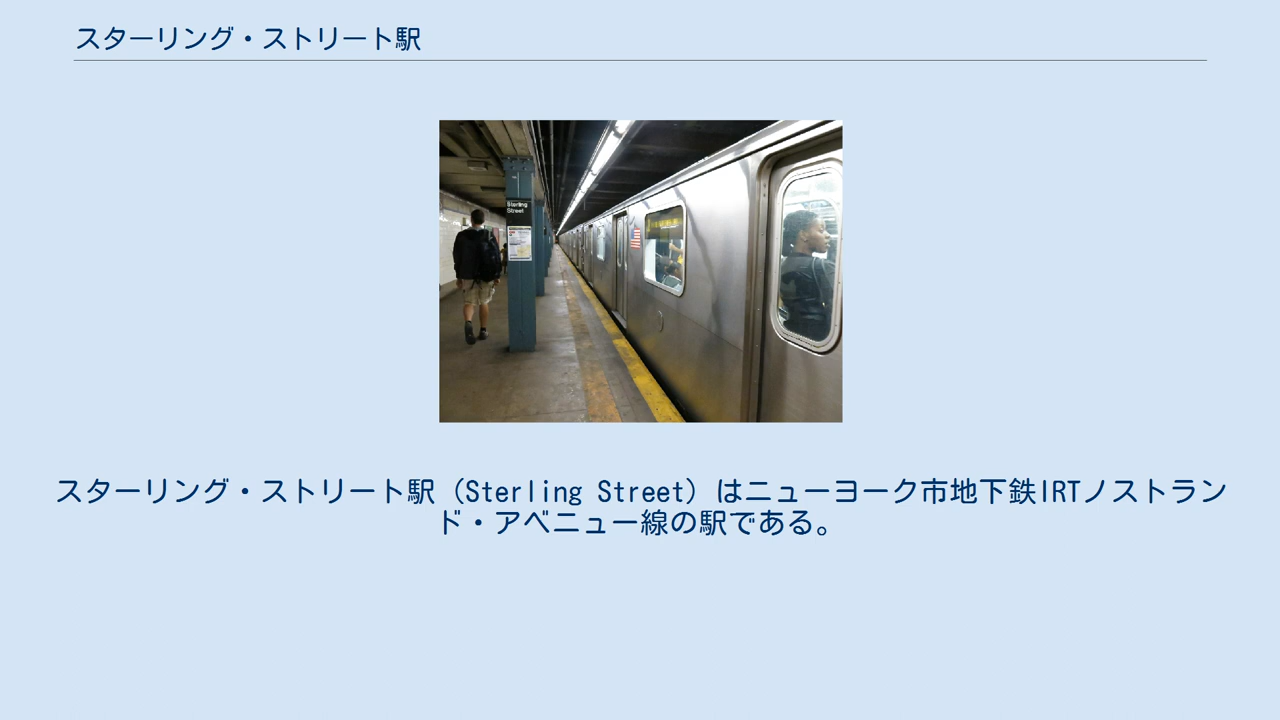 スターリング・ストリート駅
Sterling
Street
スターリング・ストリート駅（Sterling Street）はニューヨーク市地下鉄IRTノストラン
ド・アベニュー線の駅である。